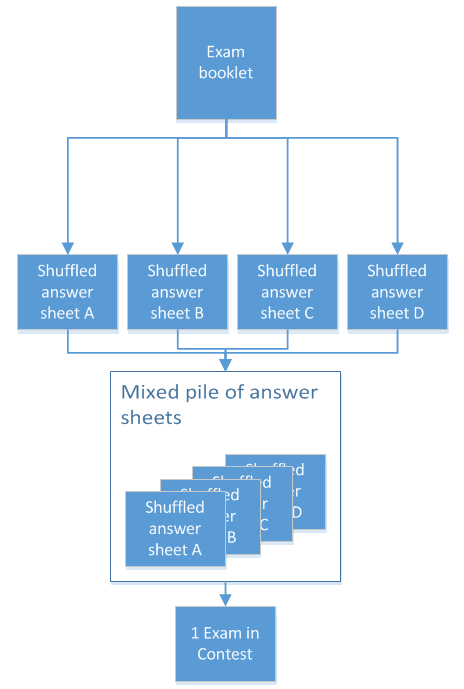 Exam
booklet
Shuffled
answer
sheet A
Shuffled
answer
sheet B
Shuffled
answer
sheet C
Shuffled
answer
sheet D
Mixed pile of answer
sheets
Shuffled
answer
sheet A
B
C
D
1 Exam in
Contest